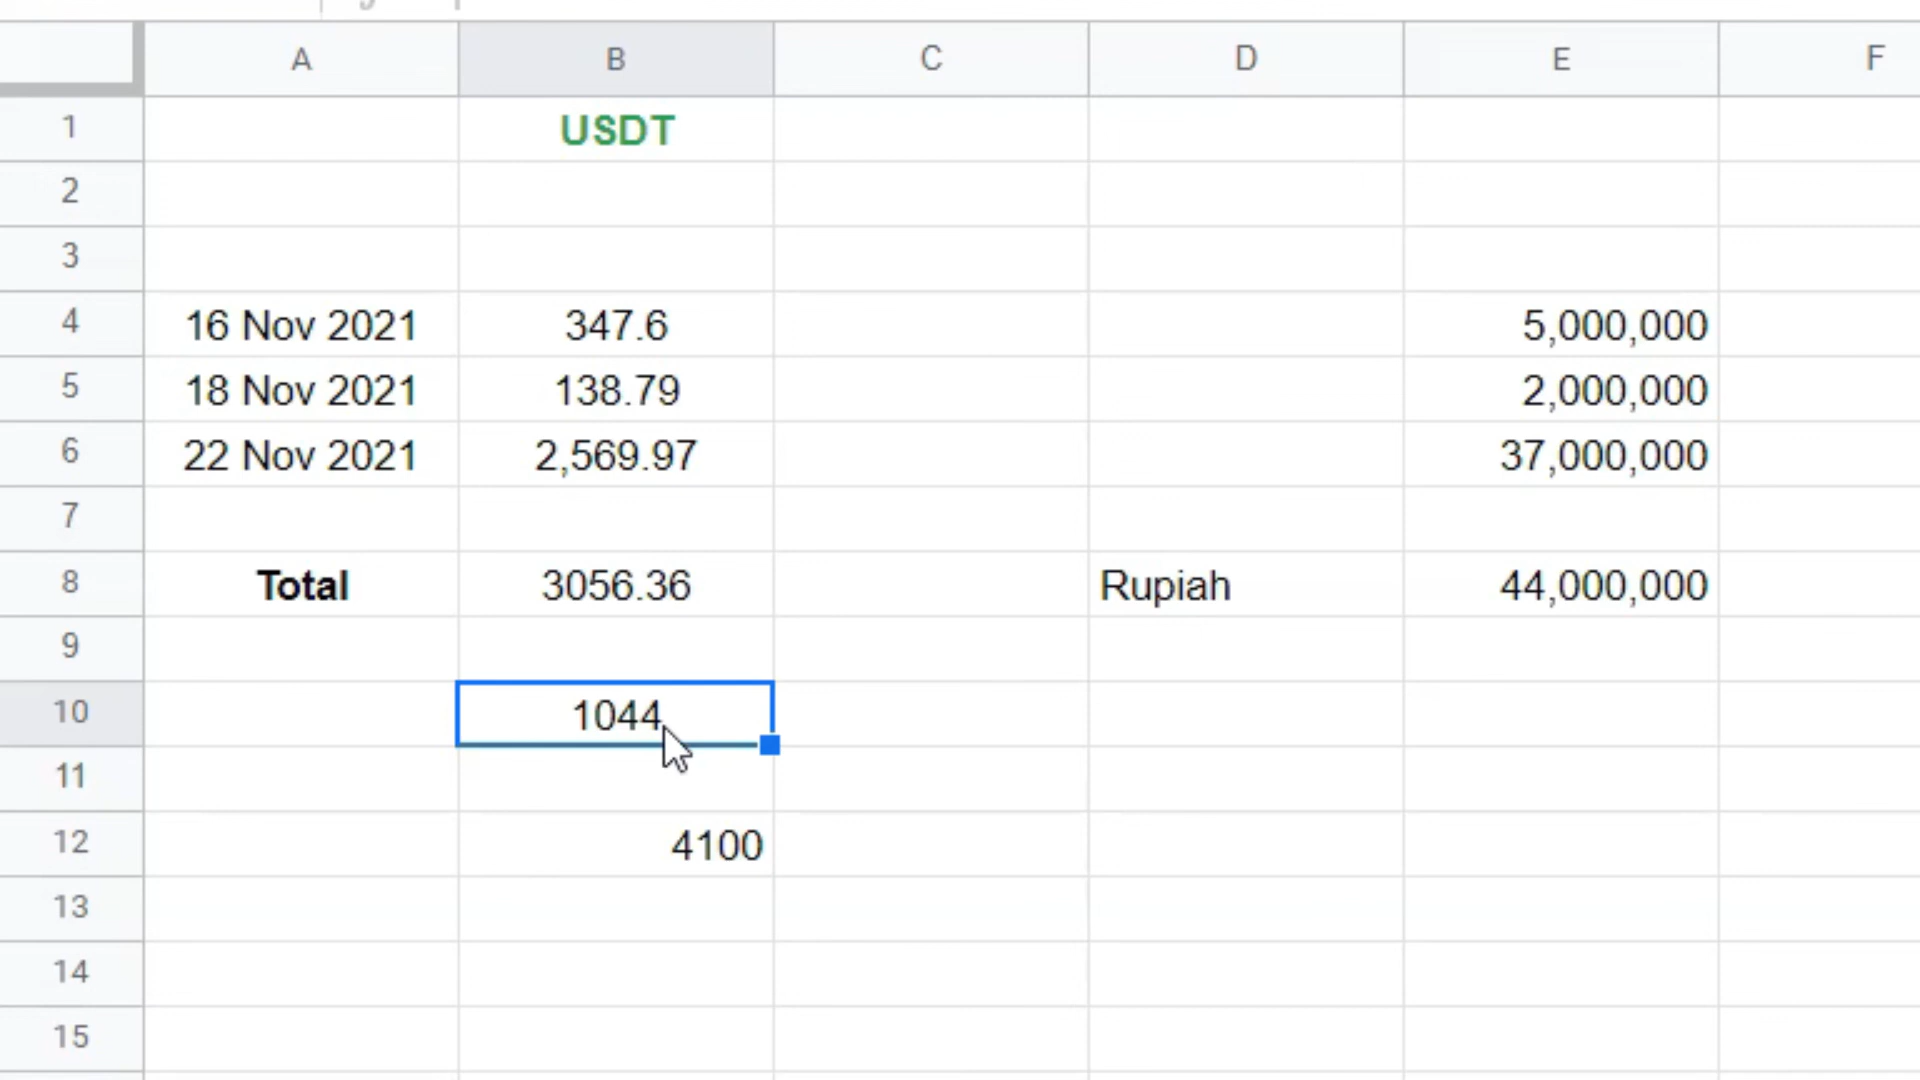 A B C D E F
1 USDT
2
3
4 16 Nov 2021 347.6 5,000,000
5 18 Nov 2021 138.79 2,000,000
6 22 Nov 2021 2,569.97 37,000,000
7
8 Total 3056.36 Rupiah 44,000,000
9
10 1044
11
12 4100
13
14
15